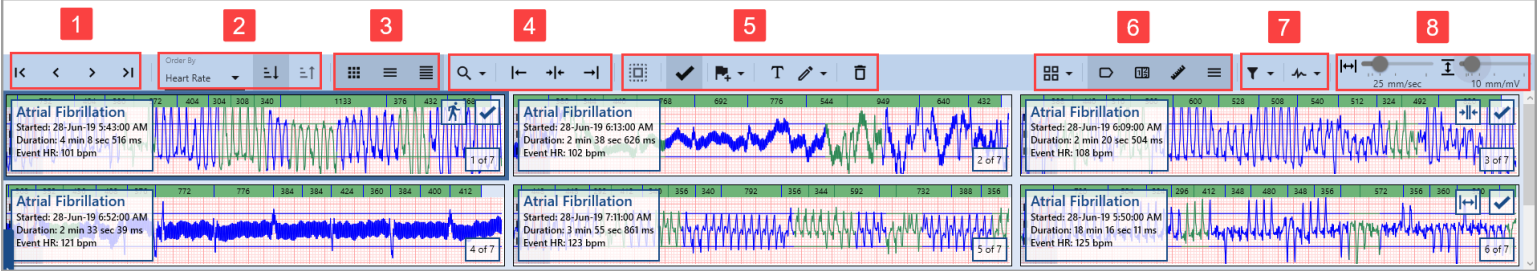 1
2
3
4
5
6
7
8
Order By
Heart Rate
25 mm/sec
10 mm/mV
372 404 304 308 340 1133 376 432 368
Atrial Fibrillation
Started: 28-Jun-19 5:43:00 AM
Duration: 4 min 8 sec 516 ms
Event HR: 101 bpm
1 of 7
768 692 776 544 949 640 432
Atrial Fibrillation
Started: 28-Jun-19 6:13:00 AM
Duration: 2 min 38 sec 626 ms
Event HR: 102 bpm
2 of 7
600 528 508 540 512 324 492
Atrial Fibrillation
Started: 28-Jun-19 6:09:00 AM
Duration: 2 min 20 sec 504 ms
Event HR: 108 bpm
3 of 7
772 776 384 384 424 360 384 400 412
Atrial Fibrillation
Started: 28-Jun-19 6:52:00 AM
Duration: 2 min 33 sec 39 ms
Event HR: 121 bpm
4 of 7
356 340 792 356 344 592 732 388 356
Atrial Fibrillation
Started: 28-Jun-19 7:11:00 AM
Duration: 3 min 55 sec 861 ms
Event HR: 123 bpm
5 of 7
296 412 348 480 348 356 572 356 360
Atrial Fibrillation
Started: 28-Jun-19 5:50:00 AM
Duration: 18 min 16 sec 11 ms
Event HR: 125 bpm
6 of 7